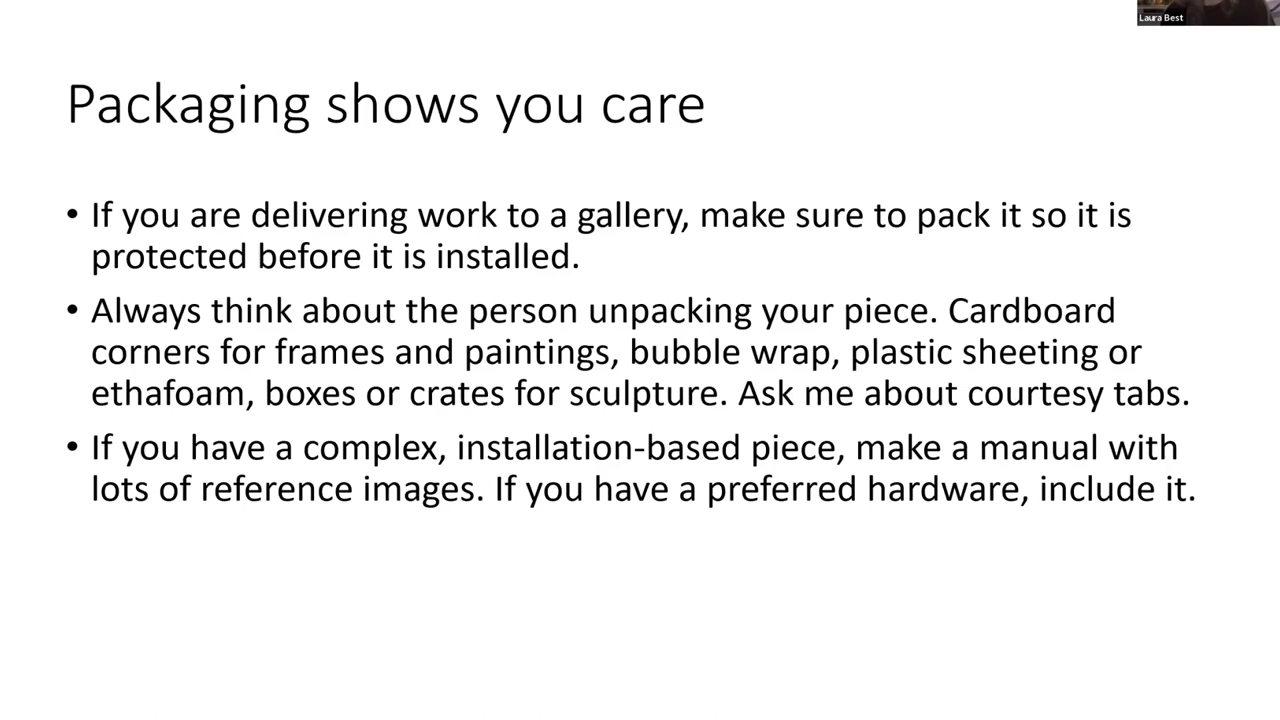 Laura Best
Packaging shows you care
• If you are delivering work to a gallery, make sure to pack it so it is
protected before it is installed.
• Always think about the person unpacking your piece. Cardboard
corners for frames and paintings, bubble wrap, plastic sheeting or
ethafoam, boxes or crates for sculpture. Ask me about courtesy tabs.
• If you have a complex, installation-based piece, make a manual with
lots of reference images. If you have a preferred hardware, include it.